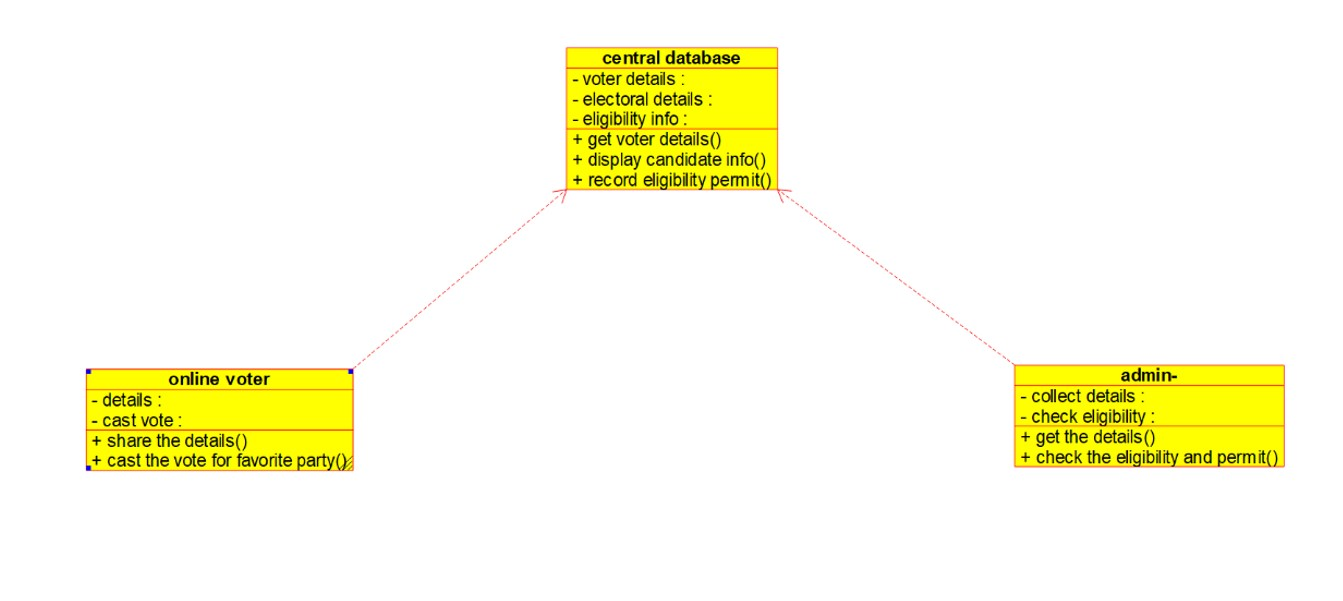 central database
- voter details :
- electoral details :
- eligibility info :
+ get voter details()
+ display candidate info()
+ record eligibility permit()
online voter
- details :
- cast vote :
+ share the details()
+ cast the vote for favorite party()
admin-
- collect details :
- check eligibility :
+ get the details()
+ check the eligibility and permit()